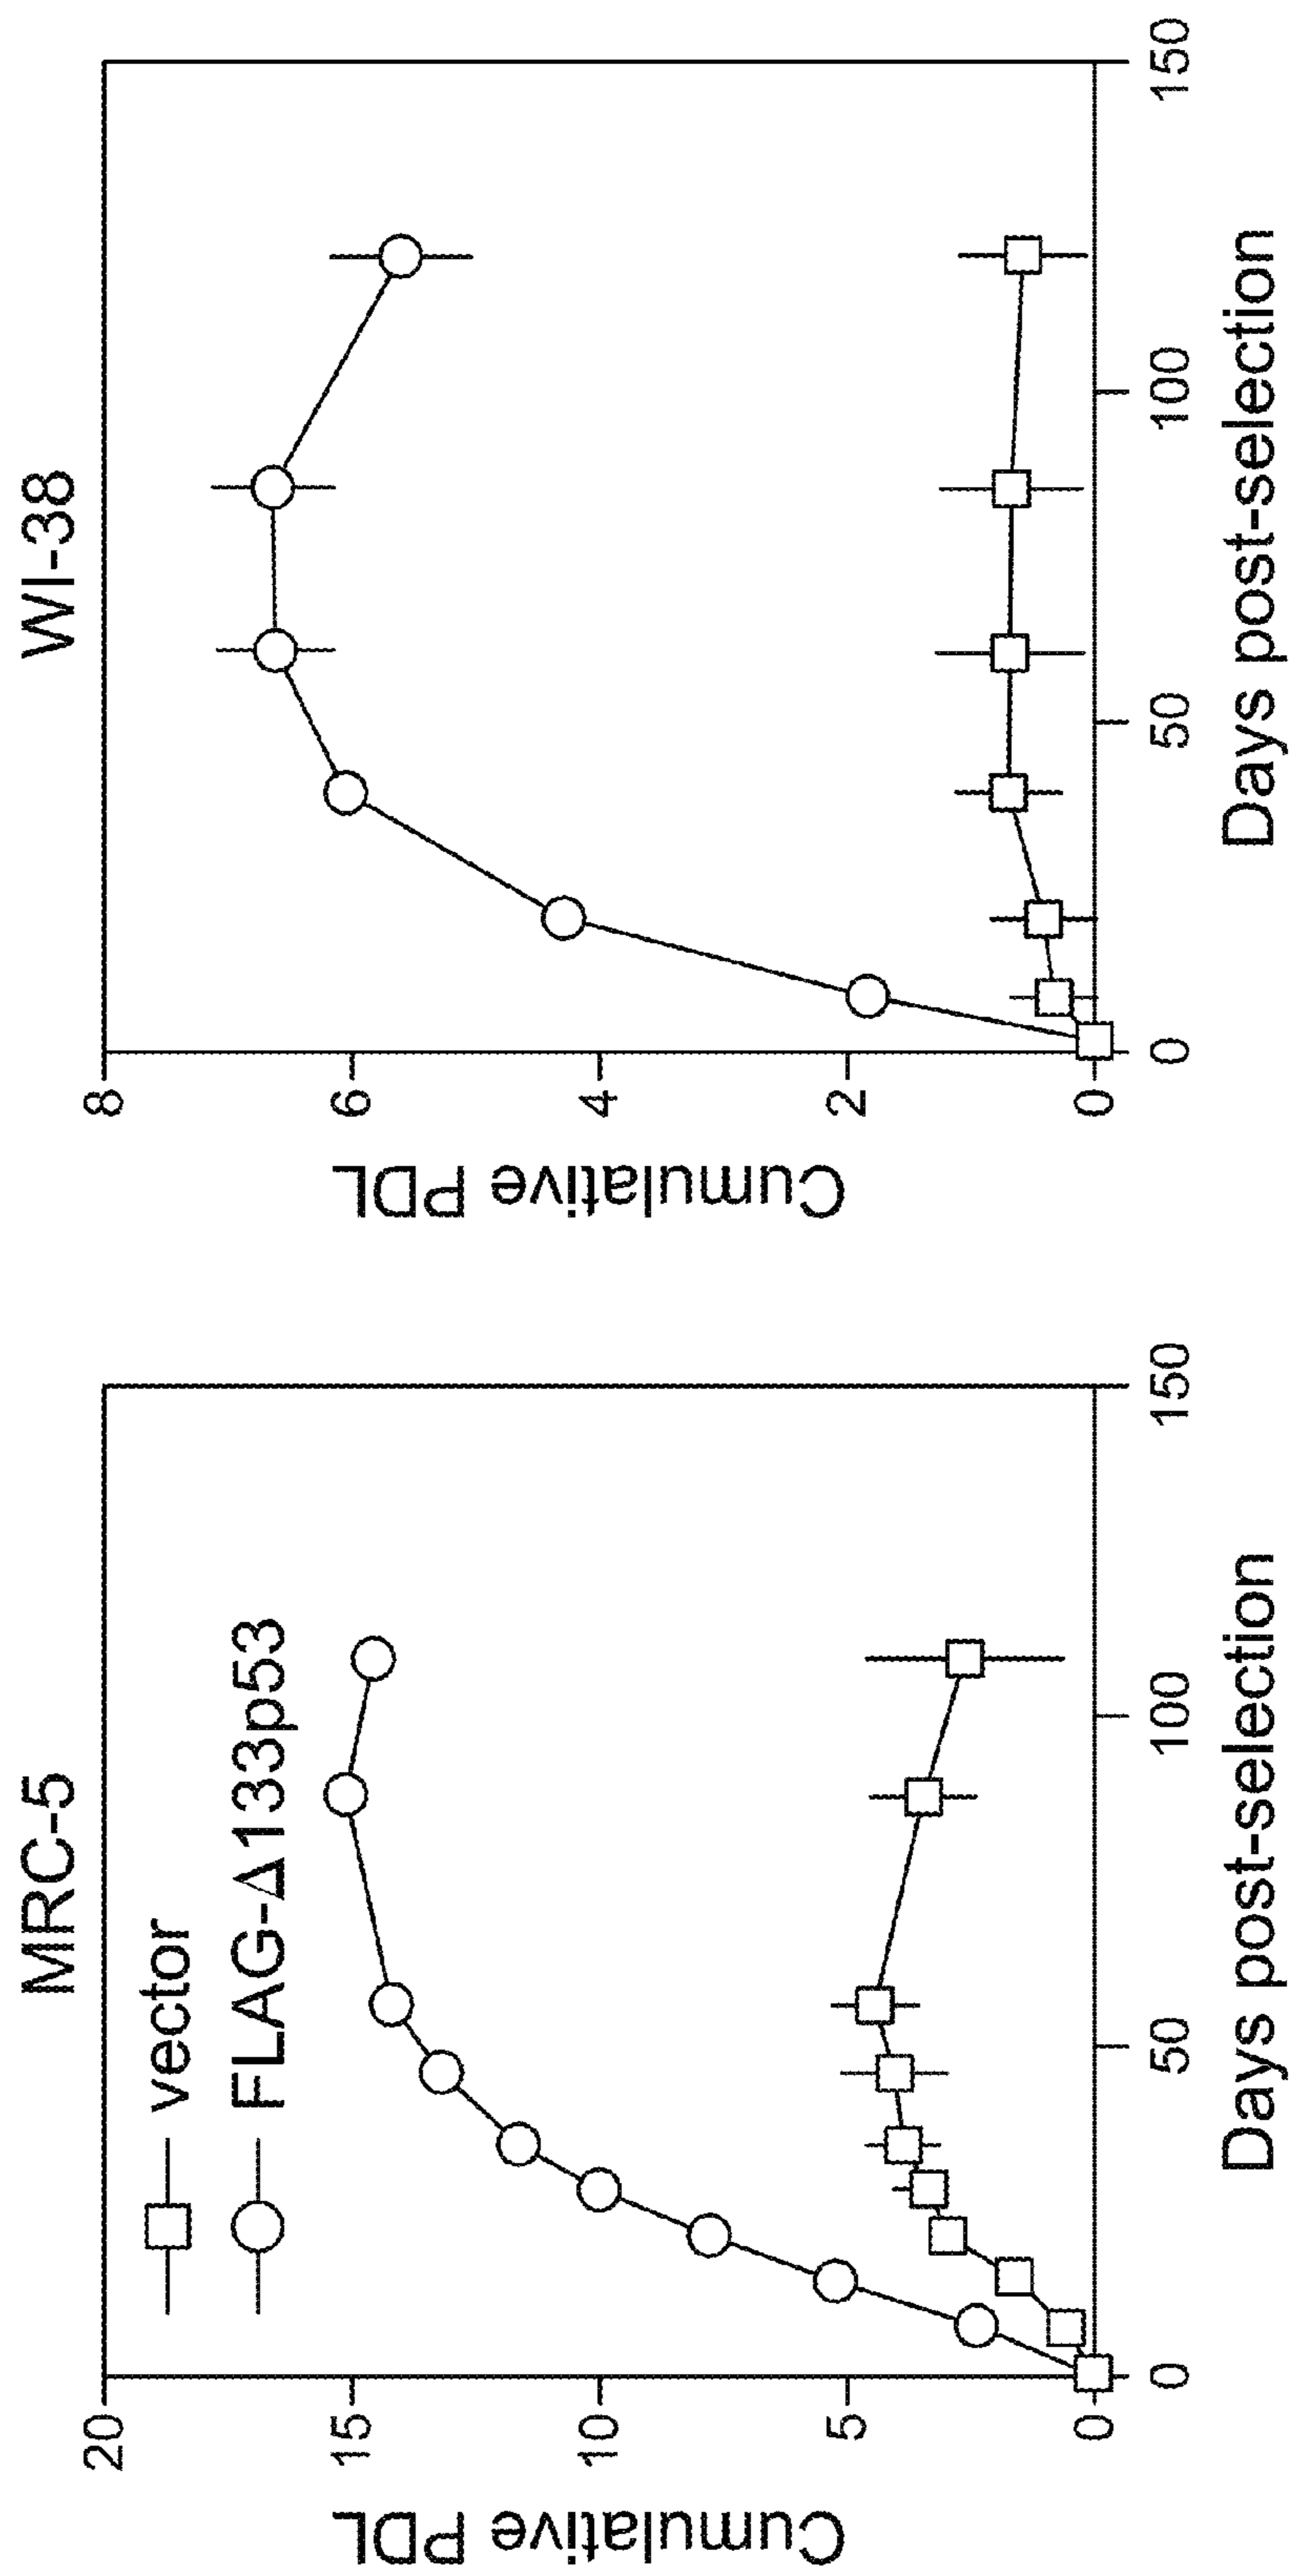 MRC-5
vector
FLAG-Δ133p53
Cumulative PDL
20
15
10
5
0
0
50
100
150
Days post-selection
WI-38
Cumulative PDL
8
6
4
2
0
0
50
100
150
Days post-selection